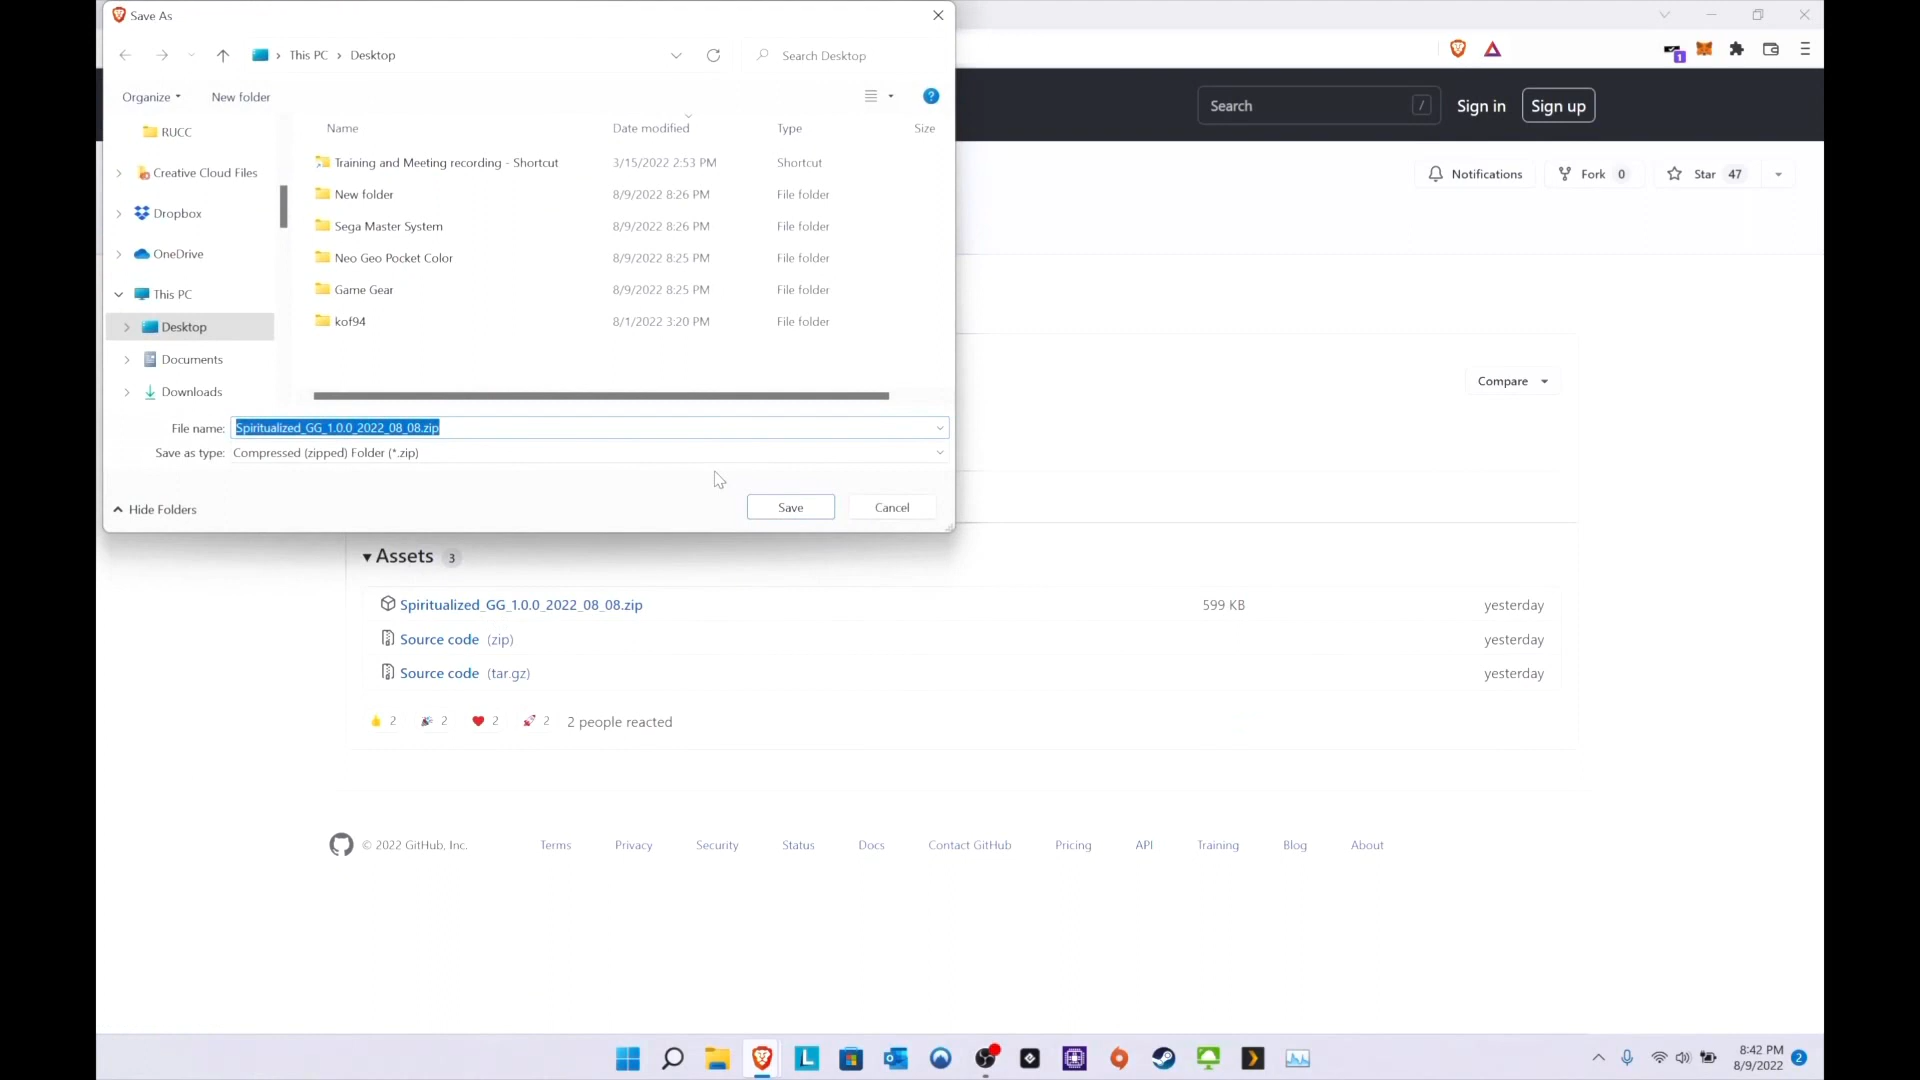 Save As
This PC > Desktop
Search Desktop
Organize
New folder
Name Date modified Type Size
RUCC
Creative Cloud Files
Dropbox
OneDrive
This PC
Desktop
Documents
Downloads
Training and Meeting recording - Shortcut 3/15/2022 2:53 PM Shortcut
New folder 8/9/2022 8:26 PM File folder
Sega Master System 8/9/2022 8:26 PM File folder
Neo Geo Pocket Color 8/9/2022 8:25 PM File folder
Game Gear 8/9/2022 8:25 PM File folder
kof94 8/1/2022 3:20 PM File folder
File name: Spiritualized_GG_1.0.0_2022_08_08.zip
Save as type: Compressed (zipped) Folder (*.zip)
Hide Folders
Save
Cancel
1
Search /
Sign in
Sign up
Notifications
Fork 0
Star 47
Compare
Assets 3
Spiritualized_GG_1.0.0_2022_08_08.zip 599 KB yesterday
Source code (zip) yesterday
Source code (tar.gz) yesterday
2 2 2 2 2 people reacted
© 2022 GitHub, Inc. Terms Privacy Security Status Docs Contact GitHub Pricing API Training Blog About
8:42 PM
8/9/2022
2